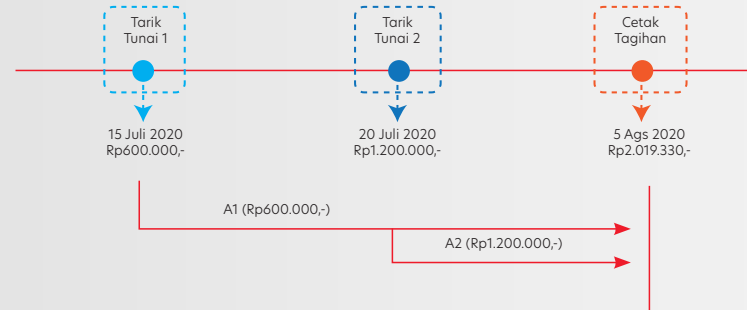 Tarik
Tunai 1
Tarik
Tunai 2
Cetak
Tagihan
15 Juli 2020
Rp600.000,-
20 Juli 2020
Rp1.200.000,-
5 Ags 2020
Rp2.019.330,-
A1 (Rp600.000,-)
A2 (Rp1.200.000,-)